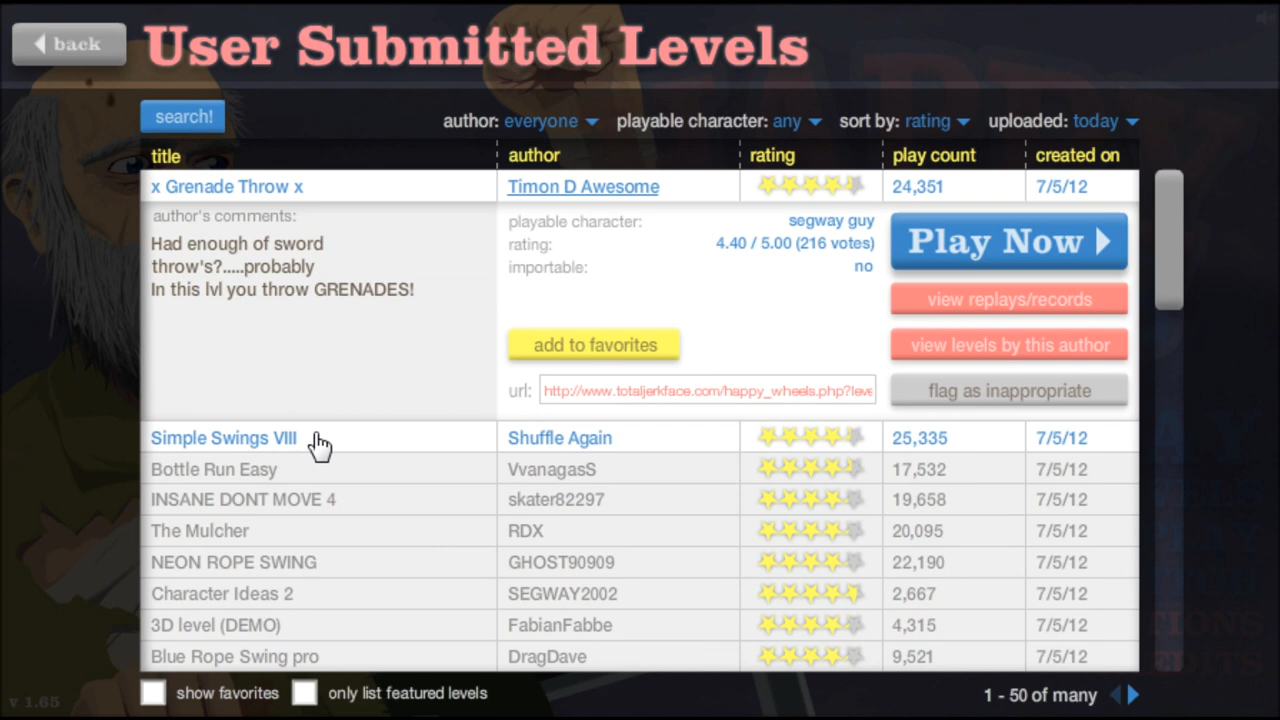 back
User Submitted Levels
search!
author: everyone playable character: any sort by: rating uploaded: today
title author rating play count created on
x Grenade Throw x Timon D Awesome 24,351 7/5/12
author's comments:
Had enough of sword
throw's?.....probably
In this lvl you throw GRENADES!
playable character: segway guy
rating: 4.40 / 5.00 (216 votes)
importable: no
Play Now
view replays/records
add to favorites
view levels by this author
url: http://www.totaljerkface.com/happy_wheels.php?leve
flag as inappropriate
Simple Swings VIII Shuffle Again 25,335 7/5/12
Bottle Run Easy VvanagasS 17,532 7/5/12
INSANE DONT MOVE 4 skater82297 19,658 7/5/12
The Mulcher RDX 20,095 7/5/12
NEON ROPE SWING GHOST90909 22,190 7/5/12
Character Ideas 2 SEGWAY2002 2,667 7/5/12
3D level (DEMO) FabianFabbe 4,315 7/5/12
Blue Rope Swing pro DragDave 9,521 7/5/12
show favorites only list featured levels 1 - 50 of many
v 1.65